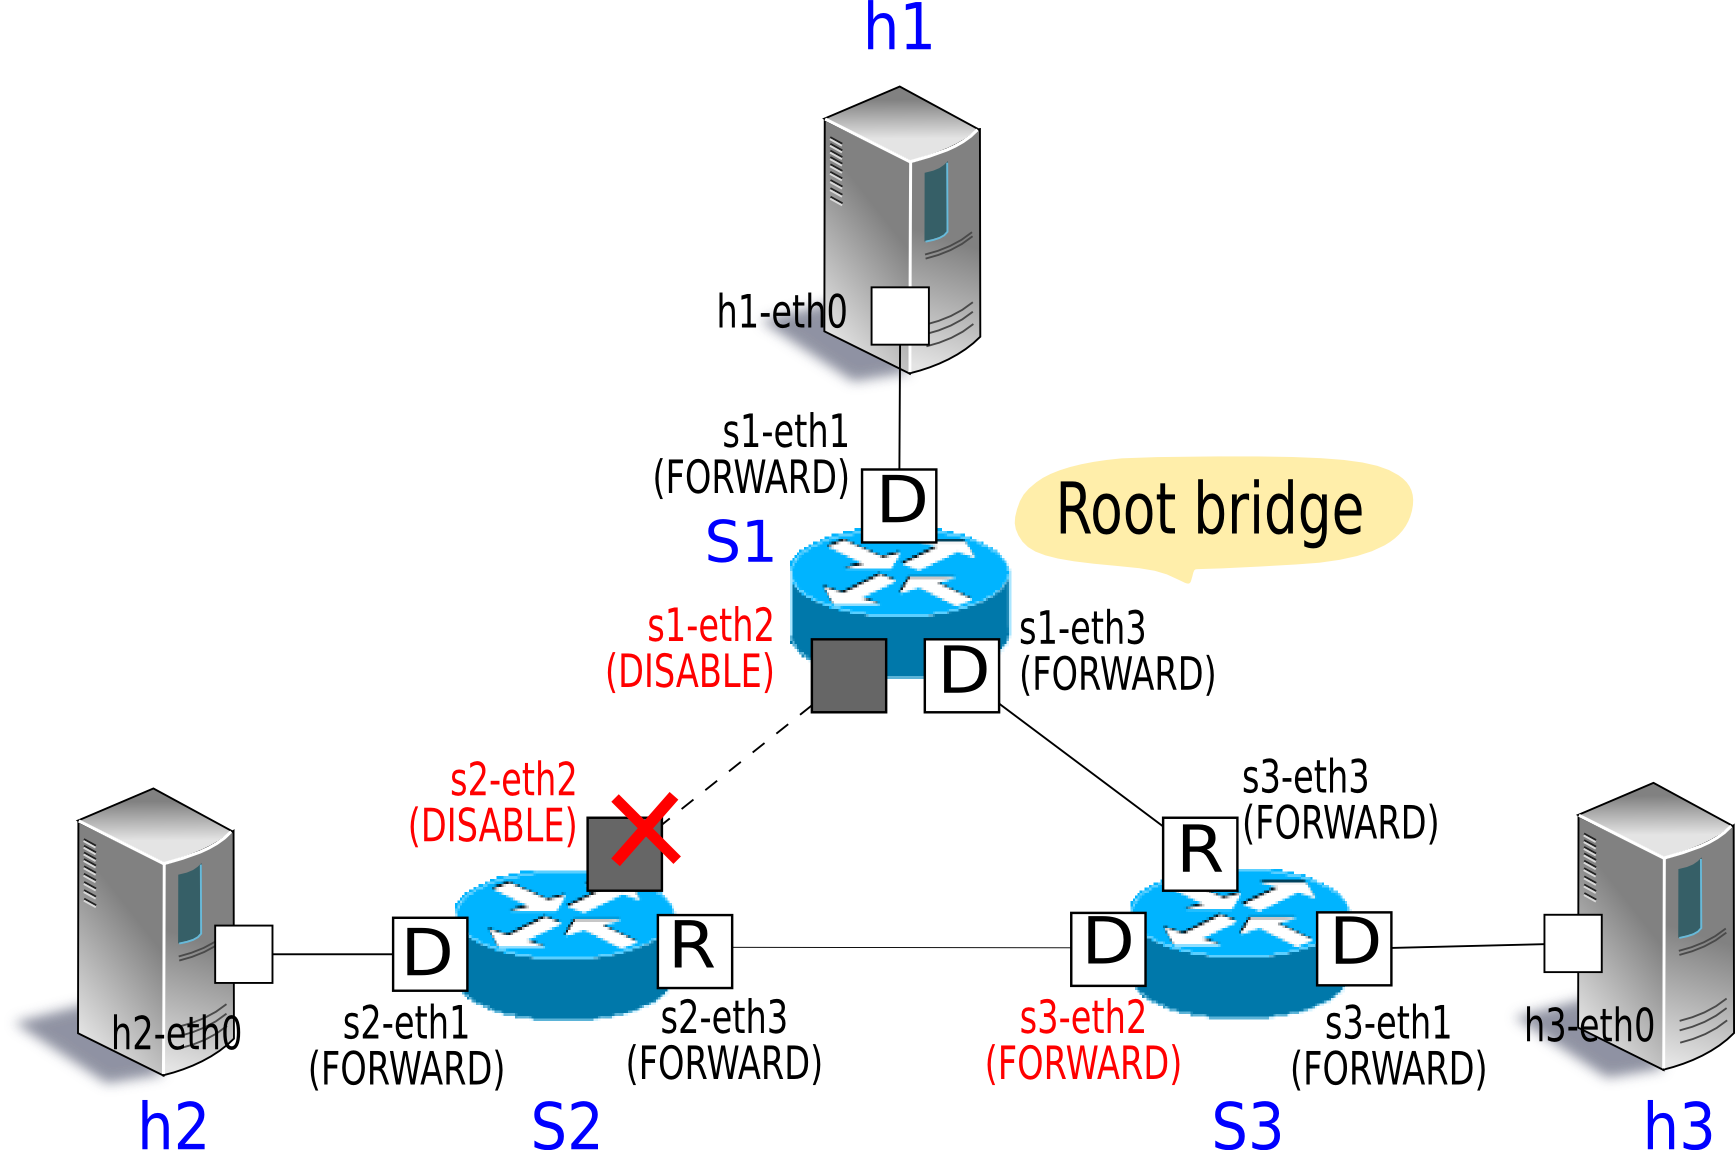 h1
h1-eth0
s1-eth1
(FORWARD)
D
S1
Root bridge
s1-eth2
(DISABLE)
D
s1-eth3
(FORWARD)
s2-eth2
(DISABLE)
s3-eth3
(FORWARD)
R
D
R
D
D
h2-eth0
s2-eth1
(FORWARD)
s2-eth3
(FORWARD)
s3-eth2
(FORWARD)
s3-eth1
(FORWARD)
h3-eth0
h2
S2
S3
h3